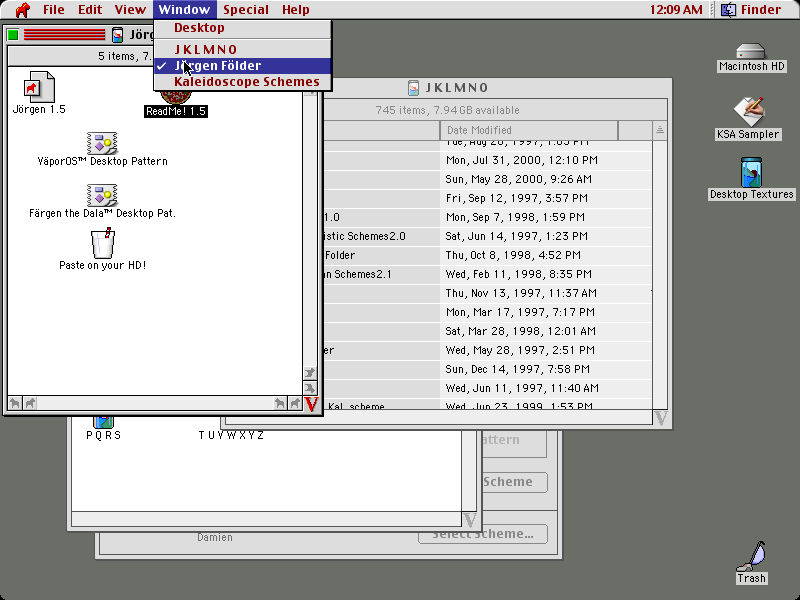 File Edit View Window Special Help 12:09 AM Finder
Desktop
J K L M N O
✓ Jörgen Földer
Kaleidoscope Schemes
Jörg
5 items, 7.
Jörgen 1.5
ReadMe! 1.5
YäporOS™ Desktop Pattern
Färgen the Dala™ Desktop Pat.
Paste on your HD!
J K L M N O
745 items, 7.94 GB available
Date Modified
Tue, Aug 26, 1997, 1:03 PM
Mon, Jul 31, 2000, 12:10 PM
Sun, May 28, 2000, 9:26 AM
Fri, Sep 12, 1997, 3:57 PM
1.0 Mon, Sep 7, 1998, 1:59 PM
istic Schemes2.0 Sat, Jun 14, 1997, 1:23 PM
Folder Thu, Oct 8, 1998, 4:52 PM
an Schemes2.1 Wed, Feb 11, 1998, 8:35 PM
Thu, Nov 13, 1997, 11:37 AM
Mon, Mar 17, 1997, 7:17 PM
Sat, Mar 28, 1998, 12:01 AM
er Wed, May 28, 1997, 2:51 PM
Sun, Dec 14, 1997, 7:58 PM
Wed, Jun 11, 1997, 11:40 AM
Kal. scheme Wed, Jun 23, 1999, 1:53 PM
V
V
P Q R S
T U V W X Y Z
V
attern
Scheme
Damien
Select Scheme...
Macintosh HD
KSA Sampler
Desktop Textures
Trash